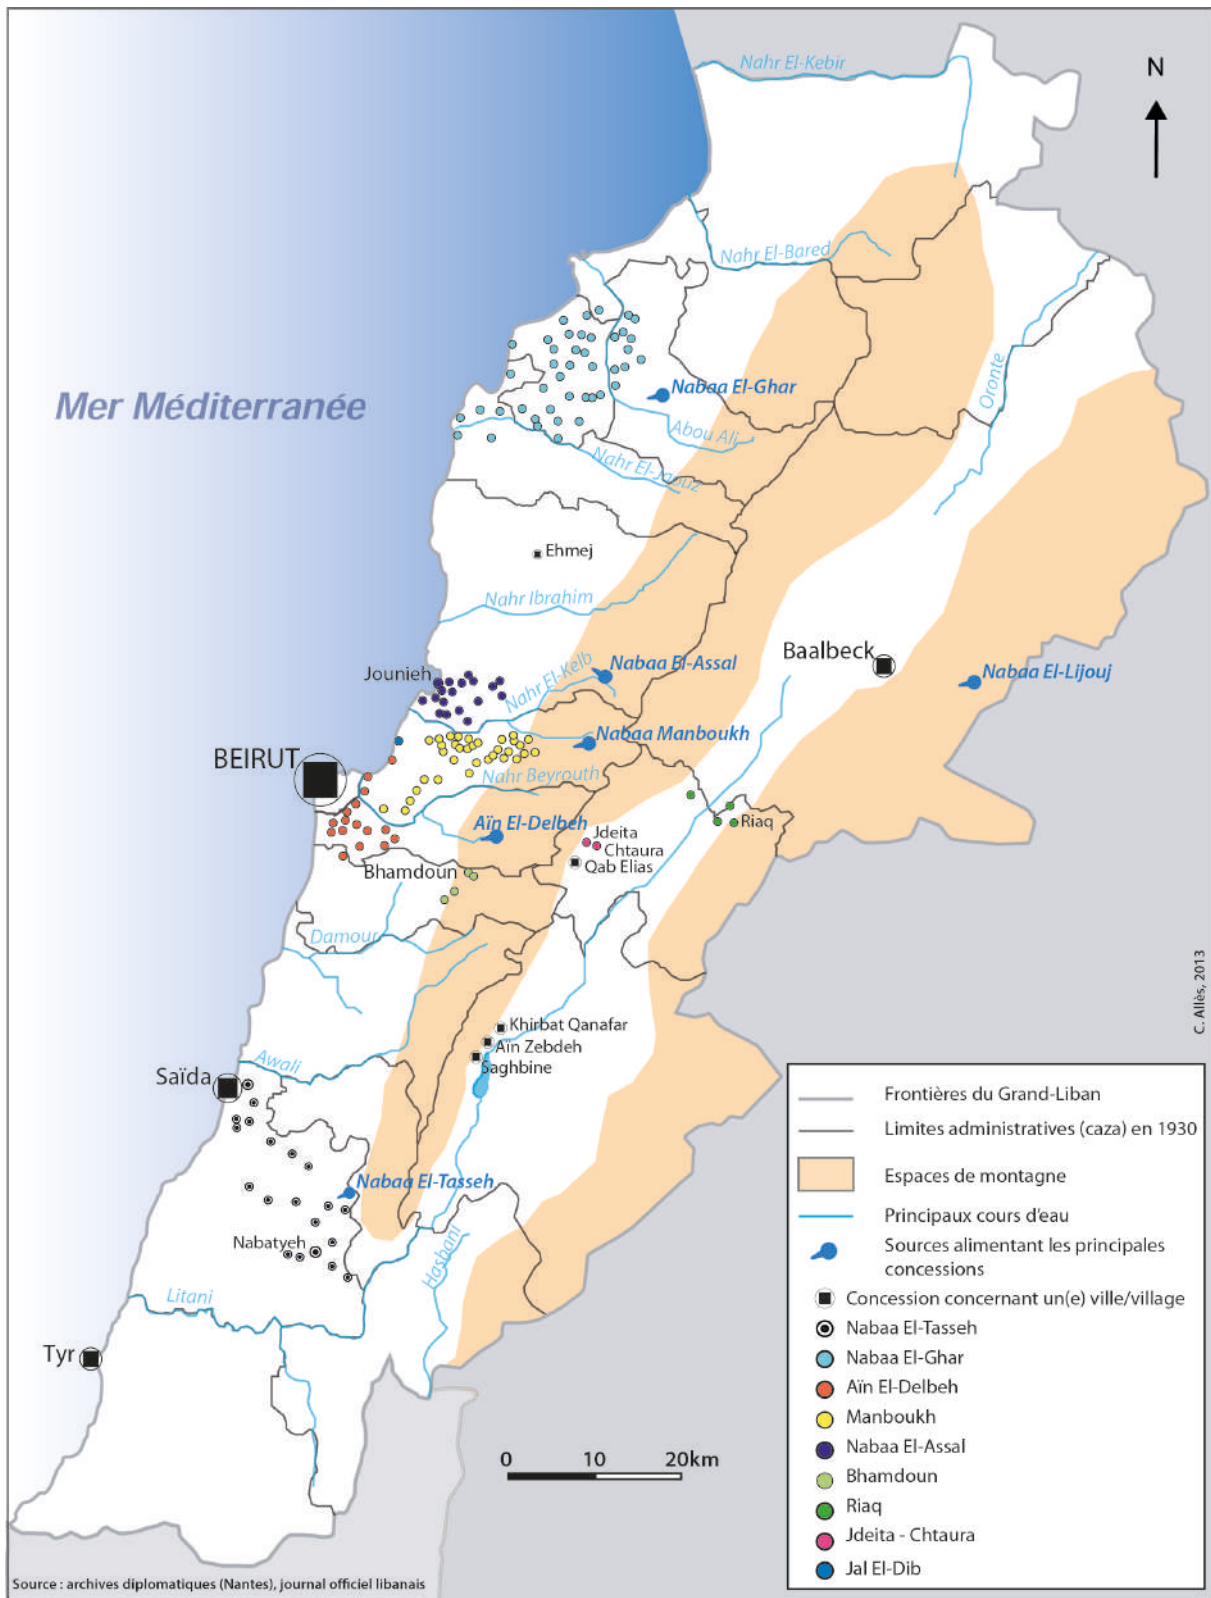 Nahr El-Kebir
N
Nahr El-Bared
Oronte
Nabaa El-Ghar
Mer Méditerranée
Abou Ali
Nahr El-Jaouz
Ehmej
Nahr Ibrahim
Nabaa El-Assal
Baalbeck
Jounieh
Nahr El-Kelb
Nabaa El-Lijouj
Nabaa Manboukh
BEIRUT
Nahr Beyrouth
Aïn El-Delbeh
Riaq
Jdeita
Chtaura
Qab Elias
Bhamdoun
Damour
C. Allès, 2013
Khirbat Qanafar
Aïn Zebdeh
Saghbine
Awali
Saïda
Nabaa El-Tasseh
Nabatyeh
Hasbani
Litani
Tyr
Frontières du Grand-Liban
Limites administratives (caza) en 1930
Espaces de montagne
Principaux cours d'eau
Sources alimentant les principales
concessions
Concession concernant un(e) ville/village
Nabaa El-Tasseh
Nabaa El-Ghar
Aïn El-Delbeh
Manboukh
Nabaa El-Assal
Bhamdoun
Riaq
Jdeita - Chtaura
Jal El-Dib
0 10 20km
Source : archives diplomatiques (Nantes), journal officiel libanais